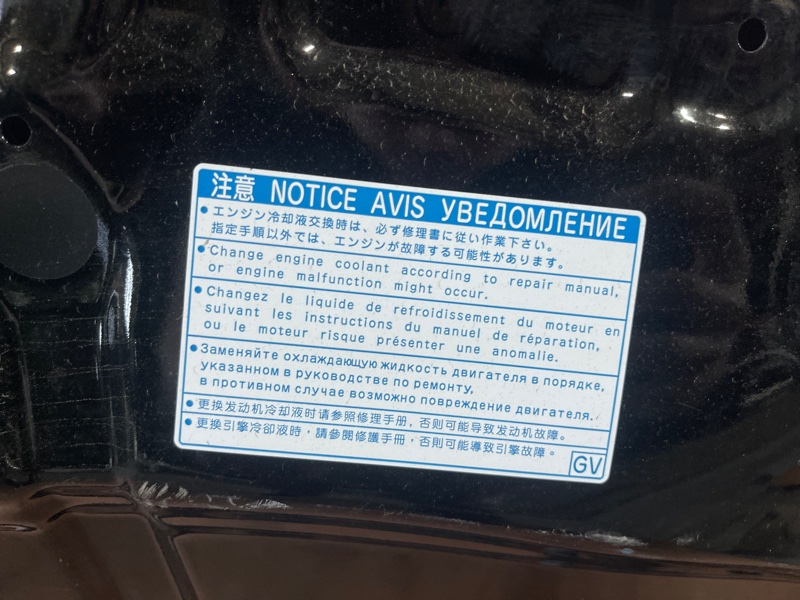 注意 NOTICE AVIS УВЕДОМЛЕНИЕ
●エンジン冷却液交換時は、必ず修理書に従い作業下さい。
指定手順以外では、エンジンが故障する可能性があります。
●Change engine coolant according to repair manual,
or engine malfunction might occur.
●Changez le liquide de refroidissement du moteur en
suivant les instructions du manuel de réparation,
ou le moteur risque présenter une anomalie.
●Заменяйте охлаждающую жидкость двигателя в порядке,
указанном в руководстве по ремонту,
в противном случае возможно повреждение двигателя.
●更换发动机冷却液时请参照修理手册, 否则可能导致发动机故障。
●更換引擎冷卻液時，請參閱修護手冊，否則可能導致引擎故障。
GV